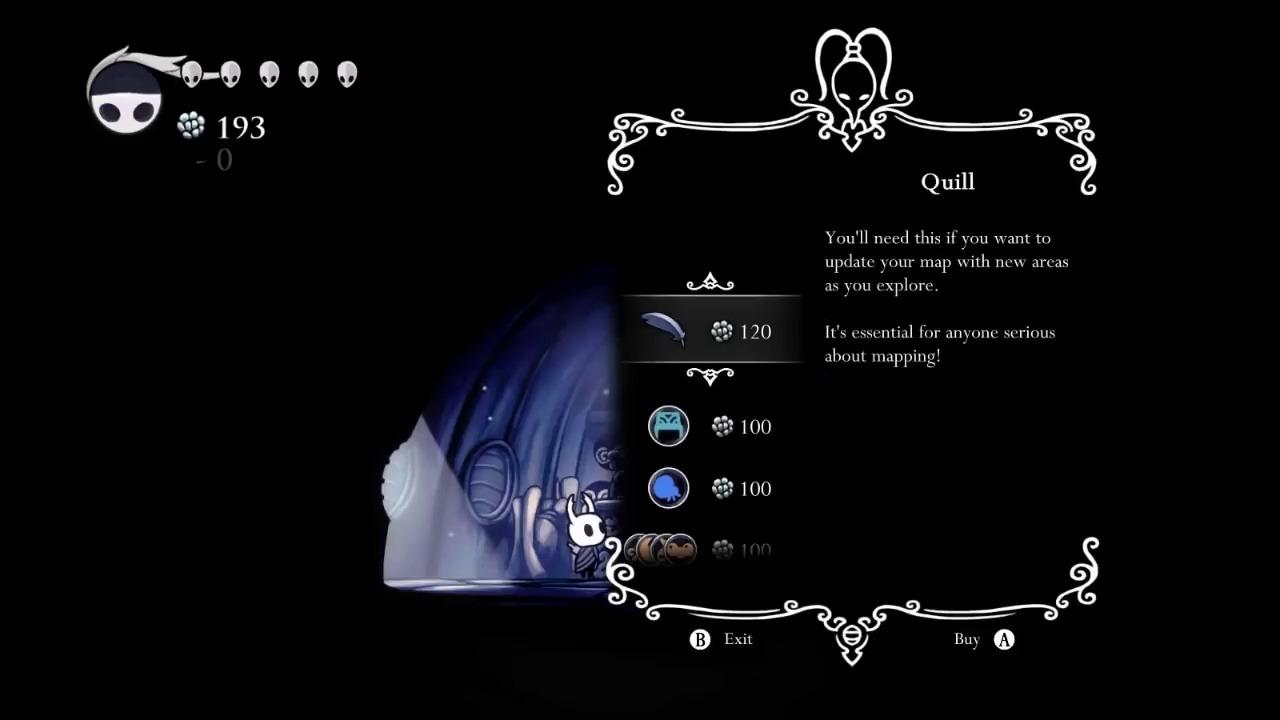 193
- 0
Quill
You'll need this if you want to
update your map with new areas
as you explore.
It's essential for anyone serious
about mapping!
120
100
100
100
B Exit
Buy A